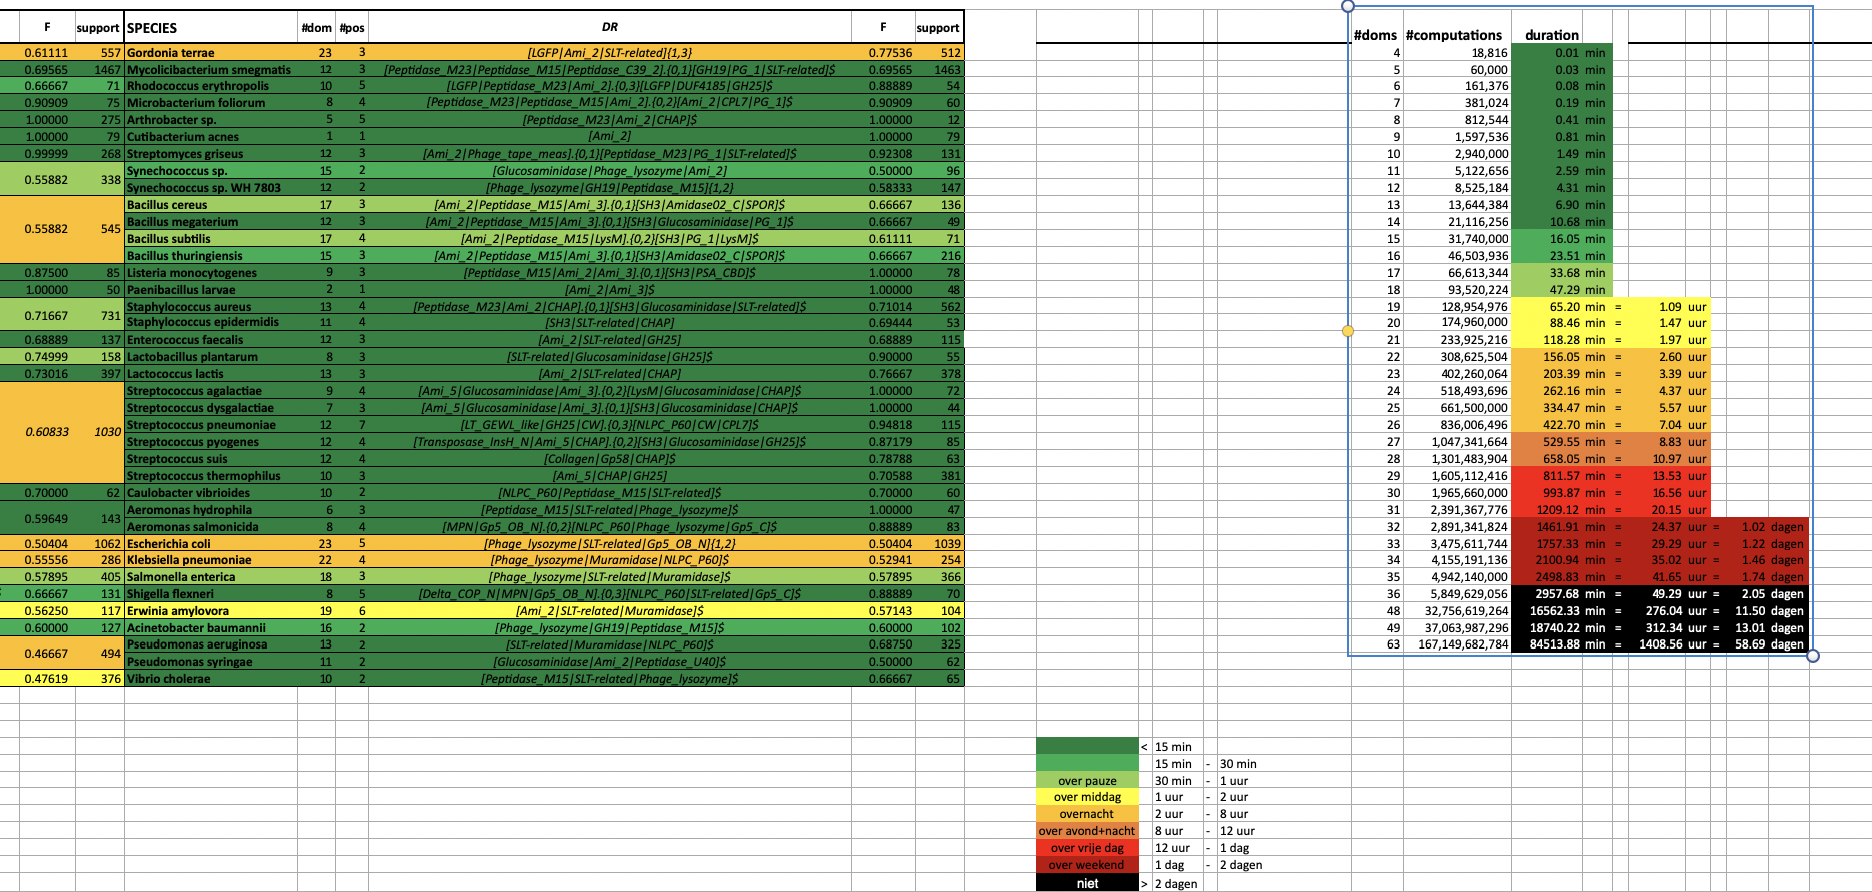 F support SPECIES #dom #pos DR F support
0.61111 557 Gordonia terrae 23 3 [LGFP|Ami_2|SLT-related]{1,3} 0.77536 512
0.69565 1467 Mycolicibacterium smegmatis 12 3 [Peptidase_M23|Peptidase_M15|Peptidase_C39_2].{0,1}[GH19|PG_1|SLT-related]$ 0.69565 1463
0.66667 71 Rhodococcus erythropolis 10 5 [LGFP|Peptidase_M23|Ami_2].{0,3}[LGFP|DUF4185|GH25]$ 0.88889 54
0.90909 75 Microbacterium foliorum 8 4 [Peptidase_M23|Peptidase_M15|Ami_2].{0,2}[Ami_2|CPL7|PG_1]$ 0.90909 60
1.00000 275 Arthrobacter sp. 5 5 [Peptidase_M23|Ami_2|CHAP]$ 1.00000 12
1.00000 79 Cutibacterium acnes 1 1 [Ami_2] 1.00000 79
0.99999 268 Streptomyces griseus 12 3 [Ami_2|Phage_tape_meas].{0,1}[Peptidase_M23|PG_1|SLT-related]$ 0.92308 131
0.55882 338 Synechococcus sp. 15 2 [Glucosaminidase|Phage_lysozyme|Ami_2] 0.50000 96
Synechococcus sp. WH 7803 12 2 [Phage_lysozyme|GH19|Peptidase_M15]{1,2} 0.58333 147
0.55882 545 Bacillus cereus 17 3 [Ami_2|Peptidase_M15|Ami_3].{0,1}[SH3|Amidase02_C|SPOR]$ 0.66667 136
Bacillus megaterium 12 3 [Ami_2|Peptidase_M15|Ami_3].{0,1}[SH3|Glucosaminidase|PG_1]$ 0.66667 49
Bacillus subtilis 17 4 [Ami_2|Peptidase_M15|LysM].{0,2}[SH3|PG_1|LysM]$ 0.61111 71
Bacillus thuringiensis 15 3 [Ami_2|Peptidase_M15|Ami_3].{0,1}[SH3|Amidase02_C|SPOR]$ 0.66667 216
0.87500 85 Listeria monocytogenes 9 3 [Peptidase_M15|Ami_2|Ami_3].{0,1}[SH3|PSA_CBD]$ 1.00000 78
1.00000 50 Paenibacillus larvae 2 1 [Ami_2|Ami_3]$ 1.00000 48
0.71667 731 Staphylococcus aureus 13 4 [Peptidase_M23|Ami_2|CHAP].{0,1}[SH3|Glucosaminidase|SLT-related]$ 0.71014 562
Staphylococcus epidermidis 11 4 [SH3|SLT-related|CHAP] 0.69444 53
0.68889 137 Enterococcus faecalis 12 3 [Ami_2|SLT-related|GH25] 0.68889 115
0.74999 158 Lactobacillus plantarum 8 3 [SLT-related|Glucosaminidase|GH25]$ 0.90000 55
0.73016 397 Lactococcus lactis 13 3 [Ami_2|SLT-related|CHAP] 0.76667 378
0.60833 1030 Streptococcus agalactiae 9 4 [Ami_5|Glucosaminidase|Ami_3].{0,2}[LysM|Glucosaminidase|CHAP]$ 1.00000 72
Streptococcus dysgalactiae 7 3 [Ami_5|Glucosaminidase|Ami_3].{0,1}[SH3|Glucosaminidase|CHAP]$ 1.00000 44
Streptococcus pneumoniae 12 7 [LT_GEWL_like|GH25|CW].{0,3}[NLPC_P60|CW|CPL7]$ 0.94818 115
Streptococcus pyogenes 12 4 [Transposase_InsH_N|Ami_5|CHAP].{0,2}[SH3|Glucosaminidase|GH25]$ 0.87179 85
Streptococcus suis 12 4 [Collagen|Gp58|CHAP]$ 0.78788 63
Streptococcus thermophilus 10 3 [Ami_5|CHAP|GH25] 0.70588 381
0.70000 62 Caulobacter vibrioides 10 2 [NLPC_P60|Peptidase_M15|SLT-related]$ 0.70000 60
0.59649 143 Aeromonas hydrophila 6 3 [Peptidase_M15|SLT-related|Phage_lysozyme]$ 1.00000 47
Aeromonas salmonicida 8 4 [MPN|Gp5_OB_N].{0,2}[NLPC_P60|Phage_lysozyme|Gp5_C]$ 0.88889 83
0.50404 1062 Escherichia coli 23 5 [Phage_lysozyme|SLT-related|Gp5_OB_N]{1,2} 0.50404 1039
0.55556 286 Klebsiella pneumoniae 22 4 [Phage_lysozyme|Muramidase|NLPC_P60]$ 0.52941 254
0.57895 405 Salmonella enterica 18 3 [Phage_lysozyme|SLT-related|Muramidase]$ 0.57895 366
0.66667 131 Shigella flexneri 8 5 [Delta_COP_N|MPN|Gp5_OB_N].{0,3}[NLPC_P60|SLT-related|Gp5_C]$ 0.88889 70
0.56250 117 Erwinia amylovora 19 6 [Ami_2|SLT-related|Muramidase]$ 0.57143 104
0.60000 127 Acinetobacter baumannii 16 2 [Phage_lysozyme|GH19|Peptidase_M15]$ 0.60000 102
0.46667 494 Pseudomonas aeruginosa 13 2 [SLT-related|Muramidase|NLPC_P60]$ 0.68750 325
Pseudomonas syringae 11 2 [Glucosaminidase|Ami_2|Peptidase_U40]$ 0.50000 62
0.47619 376 Vibrio cholerae 10 2 [Peptidase_M15|SLT-related|Phage_lysozyme]$ 0.66667 65
#doms #computations duration
4 18,816 0.01 min
5 60,000 0.03 min
6 161,376 0.08 min
7 381,024 0.19 min
8 812,544 0.41 min
9 1,597,536 0.81 min
10 2,940,000 1.49 min
11 5,122,656 2.59 min
12 8,525,184 4.31 min
13 13,644,384 6.90 min
14 21,116,256 10.68 min
15 31,740,000 16.05 min
16 46,503,936 23.51 min
17 66,613,344 33.68 min
18 93,520,224 47.29 min
19 128,954,976 65.20 min = 1.09 uur
20 174,960,000 88.46 min = 1.47 uur
21 233,925,216 118.28 min = 1.97 uur
22 308,625,504 156.05 min = 2.60 uur
23 402,260,064 203.39 min = 3.39 uur
24 518,493,696 262.16 min = 4.37 uur
25 661,500,000 334.47 min = 5.57 uur
26 836,006,496 422.70 min = 7.04 uur
27 1,047,341,664 529.55 min = 8.83 uur
28 1,301,483,904 658.05 min = 10.97 uur
29 1,605,112,416 811.57 min = 13.53 uur
30 1,965,660,000 993.87 min = 16.56 uur
31 2,391,367,776 1209.12 min = 20.15 uur
32 2,891,341,824 1461.91 min = 24.37 uur = 1.02 dagen
33 3,475,611,744 1757.33 min = 29.29 uur = 1.22 dagen
34 4,155,191,136 2100.94 min = 35.02 uur = 1.46 dagen
35 4,942,140,000 2498.83 min = 41.65 uur = 1.74 dagen
36 5,849,629,056 2957.68 min = 49.29 uur = 2.05 dagen
48 32,756,619,264 16562.33 min = 276.04 uur = 11.50 dagen
49 37,063,987,296 18740.22 min = 312.34 uur = 13.01 dagen
63 167,149,682,784 84513.88 min = 1408.56 uur = 58.69 dagen
< 15 min
15 min - 30 min
over pauze 30 min - 1 uur
over middag 1 uur - 2 uur
overnacht 2 uur - 8 uur
over avond+nacht 8 uur - 12 uur
over vrije dag 12 uur - 1 dag
over weekend 1 dag - 2 dagen
niet > 2 dagen